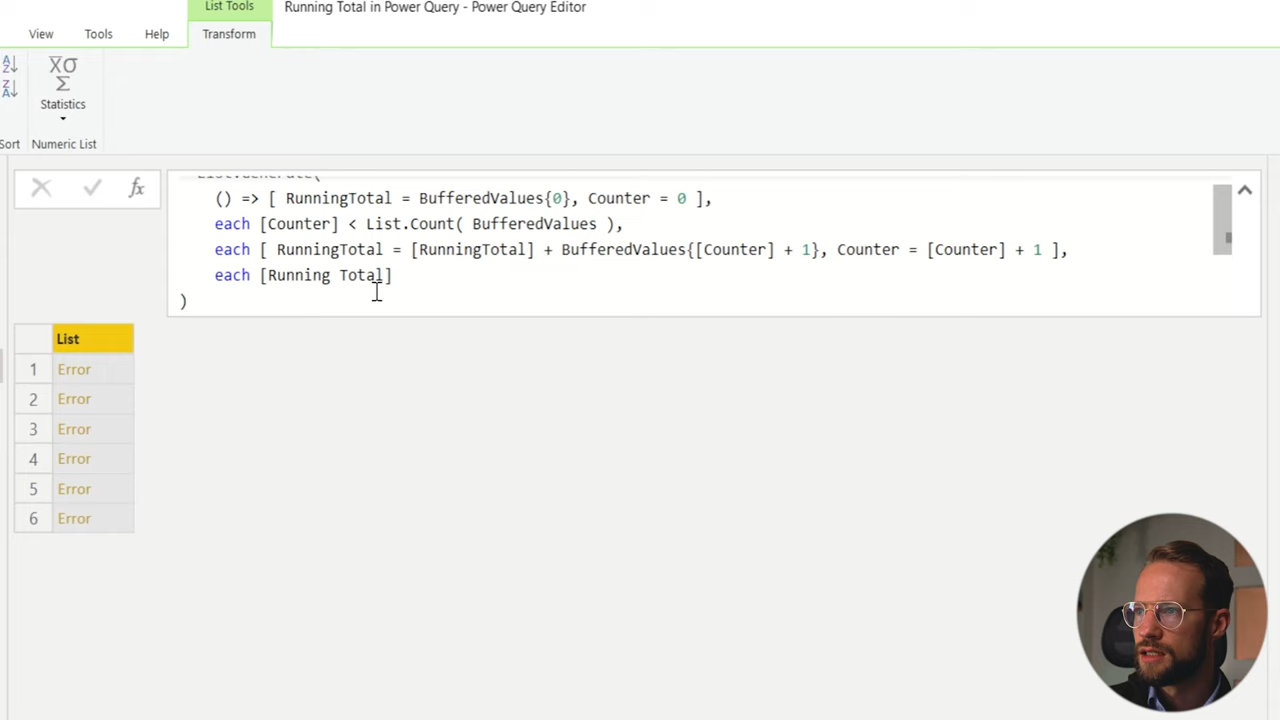 List Tools
Running Total in Power Query - Power Query Editor
View
Tools
Help
Transform
A
Z
Z
A
X̅σ
Σ
Statistics
Sort
Numeric List
fx
List.Generate(
() => [ RunningTotal = BufferedValues{0}, Counter = 0 ],
each [Counter] < List.Count( BufferedValues ),
each [ RunningTotal = [RunningTotal] + BufferedValues{[Counter] + 1}, Counter = [Counter] + 1 ],
each [Running Total]
)
List
1 Error
2 Error
3 Error
4 Error
5 Error
6 Error